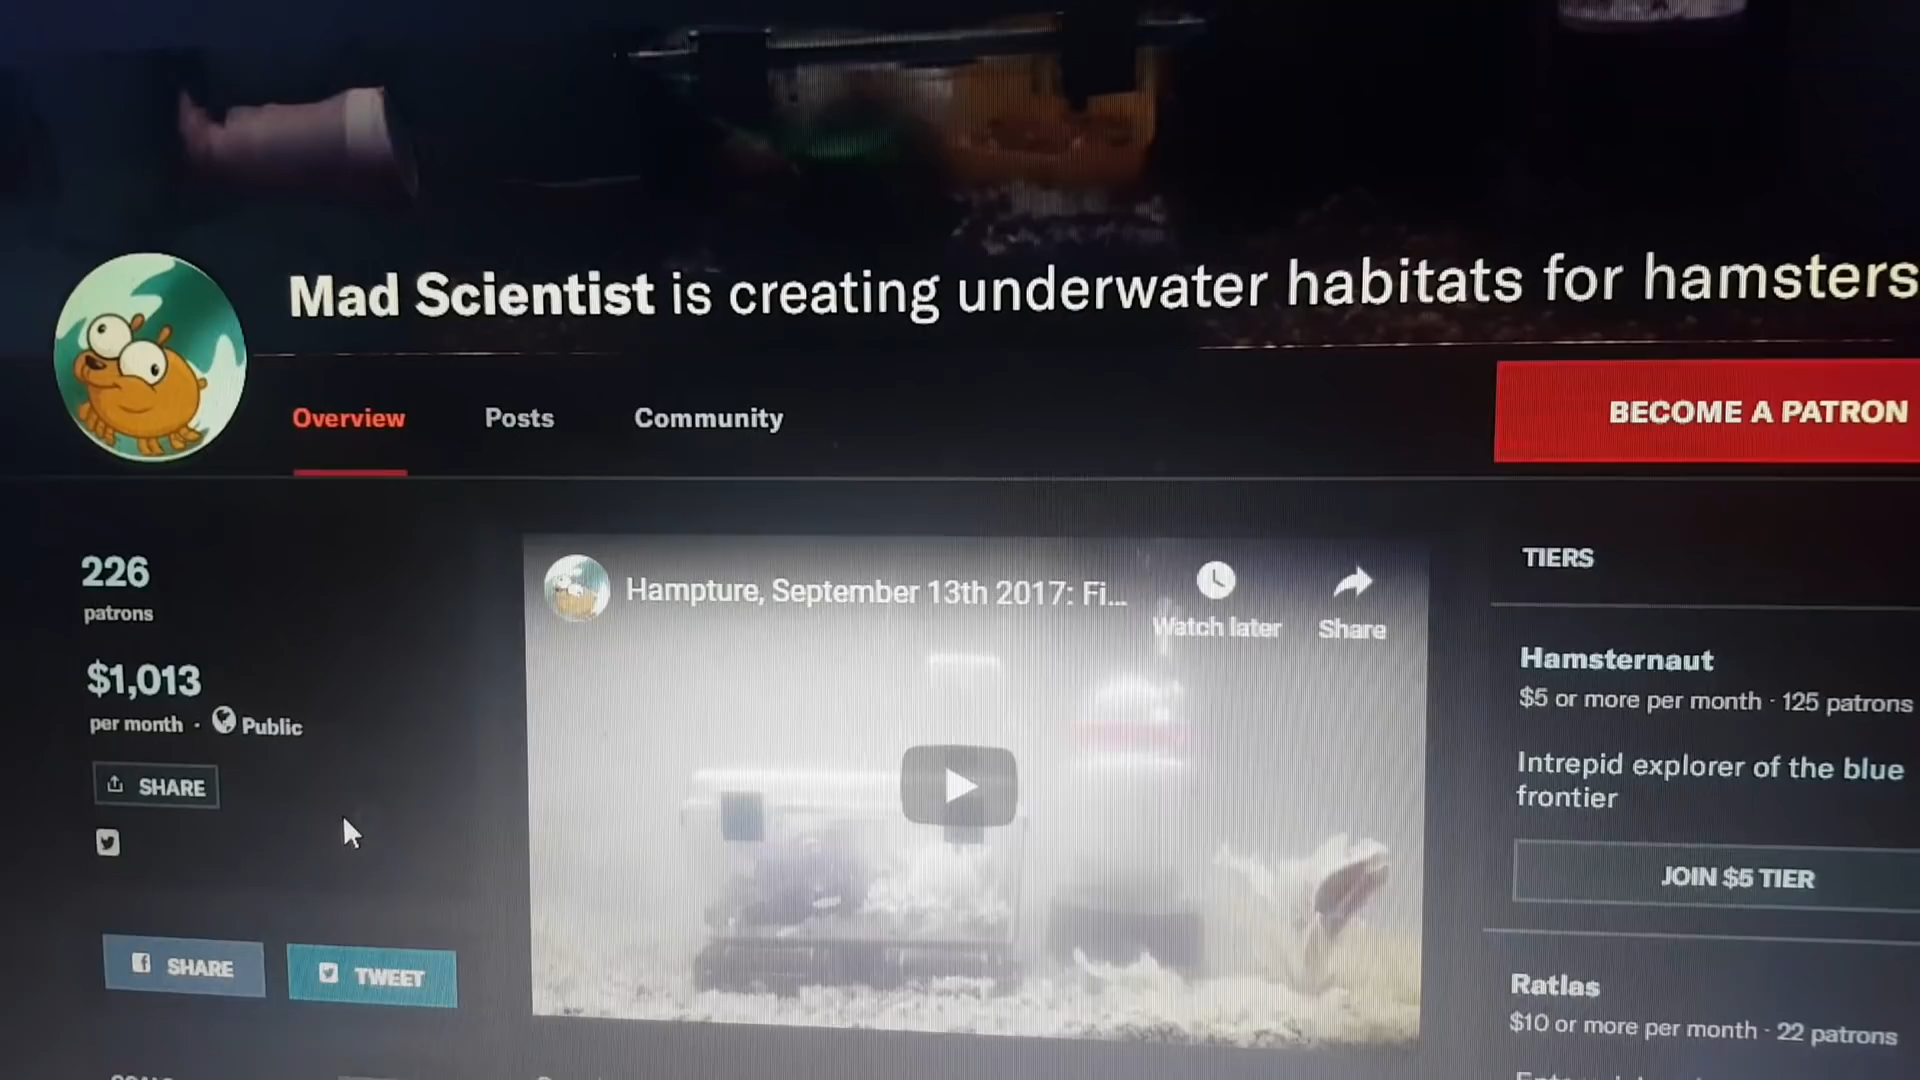 Mad Scientist is creating underwater habitats for hamsters
Overview
Posts
Community
BECOME A PATRON
226
patrons
$1,013
per month · Public
SHARE
SHARE
TWEET
Hampture, September 13th 2017: Fi...
Watch later
Share
TIERS
Hamsternaut
$5 or more per month · 125 patrons
Intrepid explorer of the blue
frontier
JOIN $5 TIER
Ratlas
$10 or more per month · 22 patrons